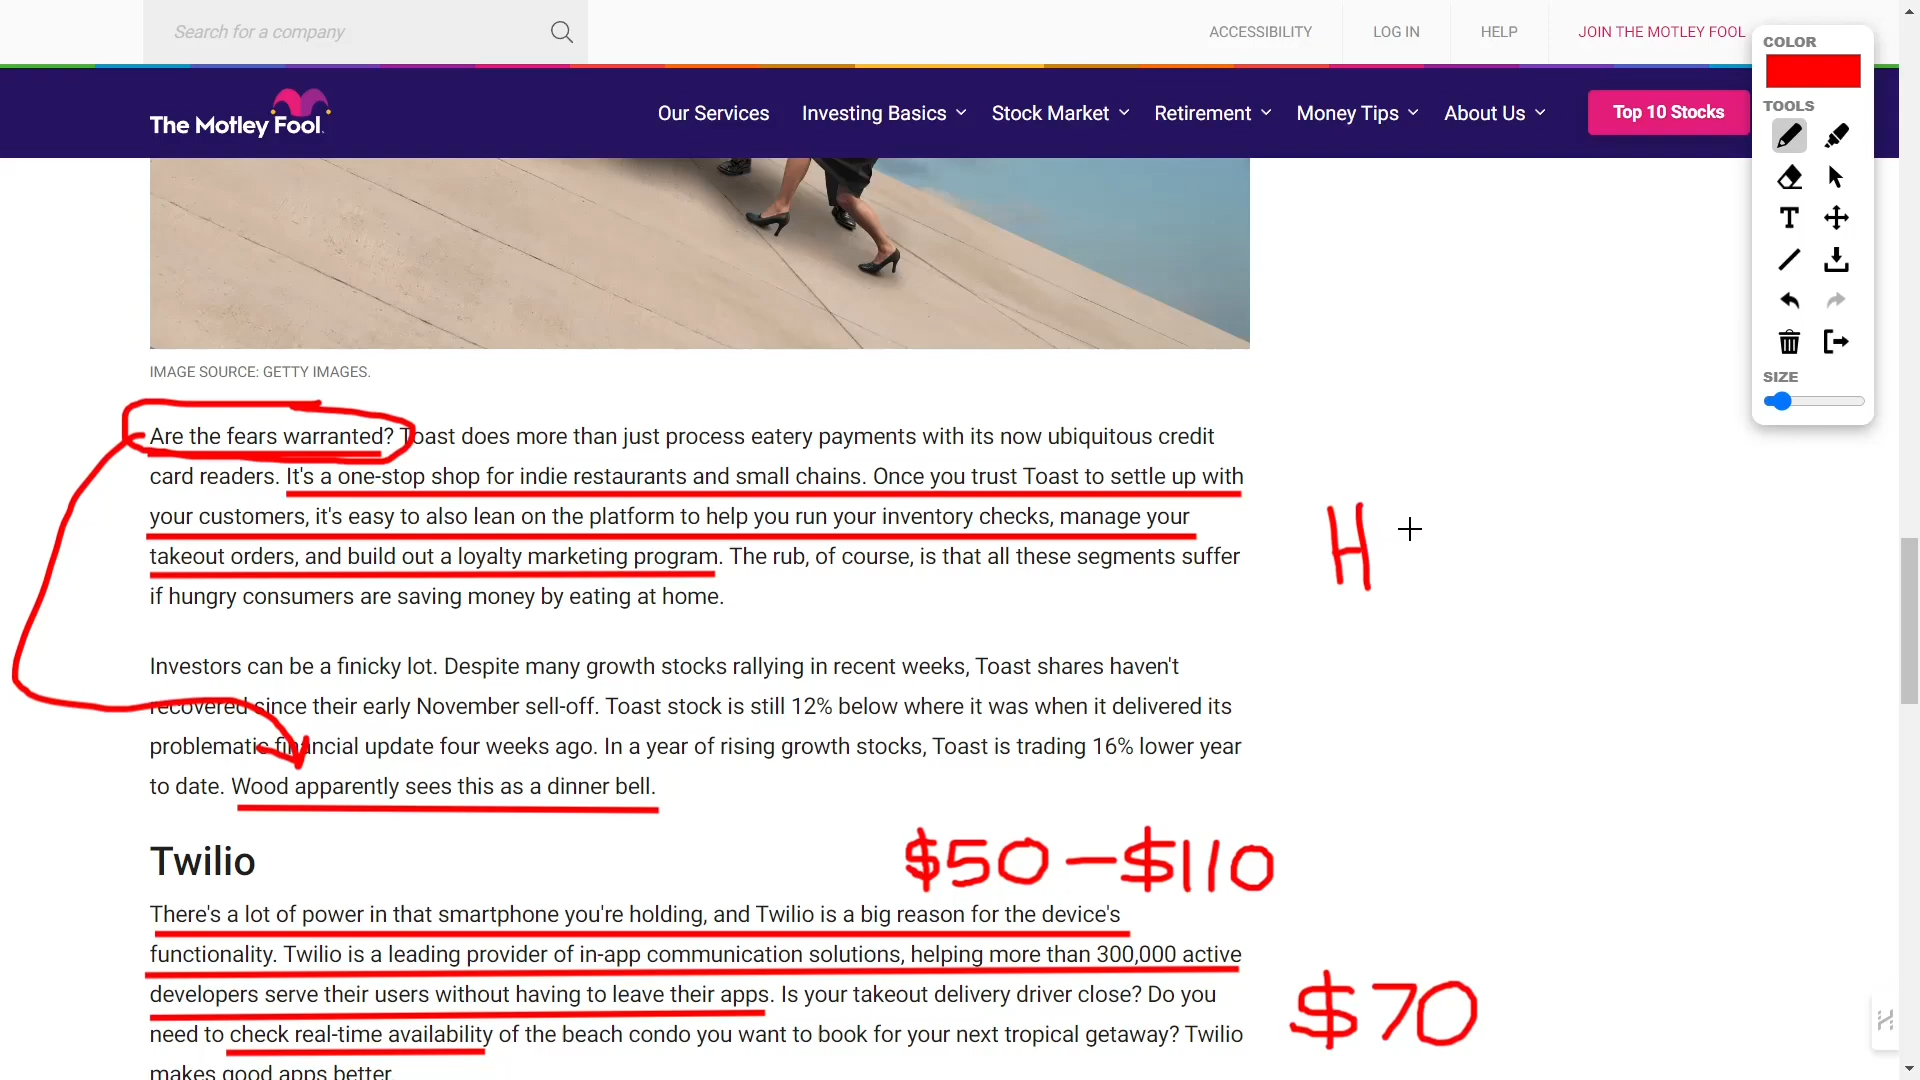 Search for a company
ACCESSIBILITY
LOG IN
HELP
JOIN THE MOTLEY FOOL
COLOR
TOOLS
SIZE
The Motley Fool.
Our Services
Investing Basics
Stock Market
Retirement
Money Tips
About Us
Top 10 Stocks
IMAGE SOURCE: GETTY IMAGES.
Are the fears warranted? Toast does more than just process eatery payments with its now ubiquitous credit
card readers. It's a one-stop shop for indie restaurants and small chains. Once you trust Toast to settle up with
your customers, it's easy to also lean on the platform to help you run your inventory checks, manage your
takeout orders, and build out a loyalty marketing program. The rub, of course, is that all these segments suffer
if hungry consumers are saving money by eating at home.
H
Investors can be a finicky lot. Despite many growth stocks rallying in recent weeks, Toast shares haven't
recovered since their early November sell-off. Toast stock is still 12% below where it was when it delivered its
problematic financial update four weeks ago. In a year of rising growth stocks, Toast is trading 16% lower year
to date. Wood apparently sees this as a dinner bell.
Twilio
$50-$110
There's a lot of power in that smartphone you're holding, and Twilio is a big reason for the device's
functionality. Twilio is a leading provider of in-app communication solutions, helping more than 300,000 active
developers serve their users without having to leave their apps. Is your takeout delivery driver close? Do you
need to check real-time availability of the beach condo you want to book for your next tropical getaway? Twilio
makes good apps better.
$70